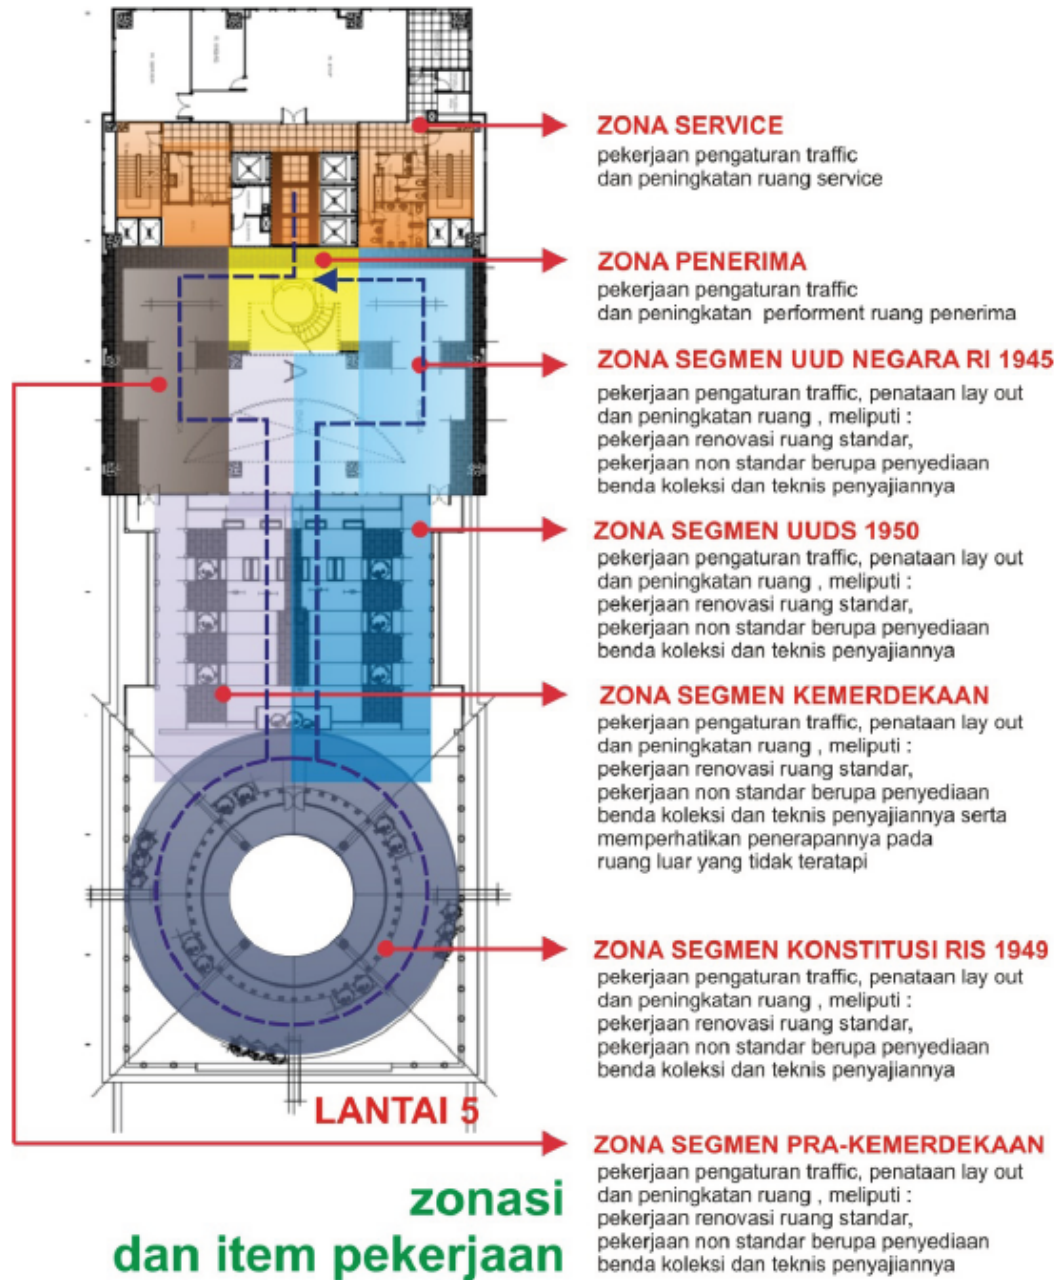 ZONA SERVICE
pekerjaan pengaturan traffic
dan peningkatan ruang service
ZONA PENERIMA
pekerjaan pengaturan traffic
dan peningkatan performent ruang penerima
ZONA SEGMEN UUD NEGARA RI 1945
pekerjaan pengaturan traffic, penataan lay out
dan peningkatan ruang , meliputi :
pekerjaan renovasi ruang standar,
pekerjaan non standar berupa penyediaan
benda koleksi dan teknis penyajiannya
ZONA SEGMEN UUDS 1950
pekerjaan pengaturan traffic, penataan lay out
dan peningkatan ruang , meliputi :
pekerjaan renovasi ruang standar,
pekerjaan non standar berupa penyediaan
benda koleksi dan teknis penyajiannya
ZONA SEGMEN KEMERDEKAAN
pekerjaan pengaturan traffic, penataan lay out
dan peningkatan ruang , meliputi :
pekerjaan renovasi ruang standar,
pekerjaan non standar berupa penyediaan
benda koleksi dan teknis penyajiannya serta
memperhatikan penerapannya pada
ruang luar yang tidak teratapi
ZONA SEGMEN KONSTITUSI RIS 1949
pekerjaan pengaturan traffic, penataan lay out
dan peningkatan ruang , meliputi :
pekerjaan renovasi ruang standar,
pekerjaan non standar berupa penyediaan
benda koleksi dan teknis penyajiannya
LANTAI 5
ZONA SEGMEN PRA-KEMERDEKAAN
pekerjaan pengaturan traffic, penataan lay out
dan peningkatan ruang , meliputi :
pekerjaan renovasi ruang standar,
pekerjaan non standar berupa penyediaan
benda koleksi dan teknis penyajiannya
zonasi
dan item pekerjaan